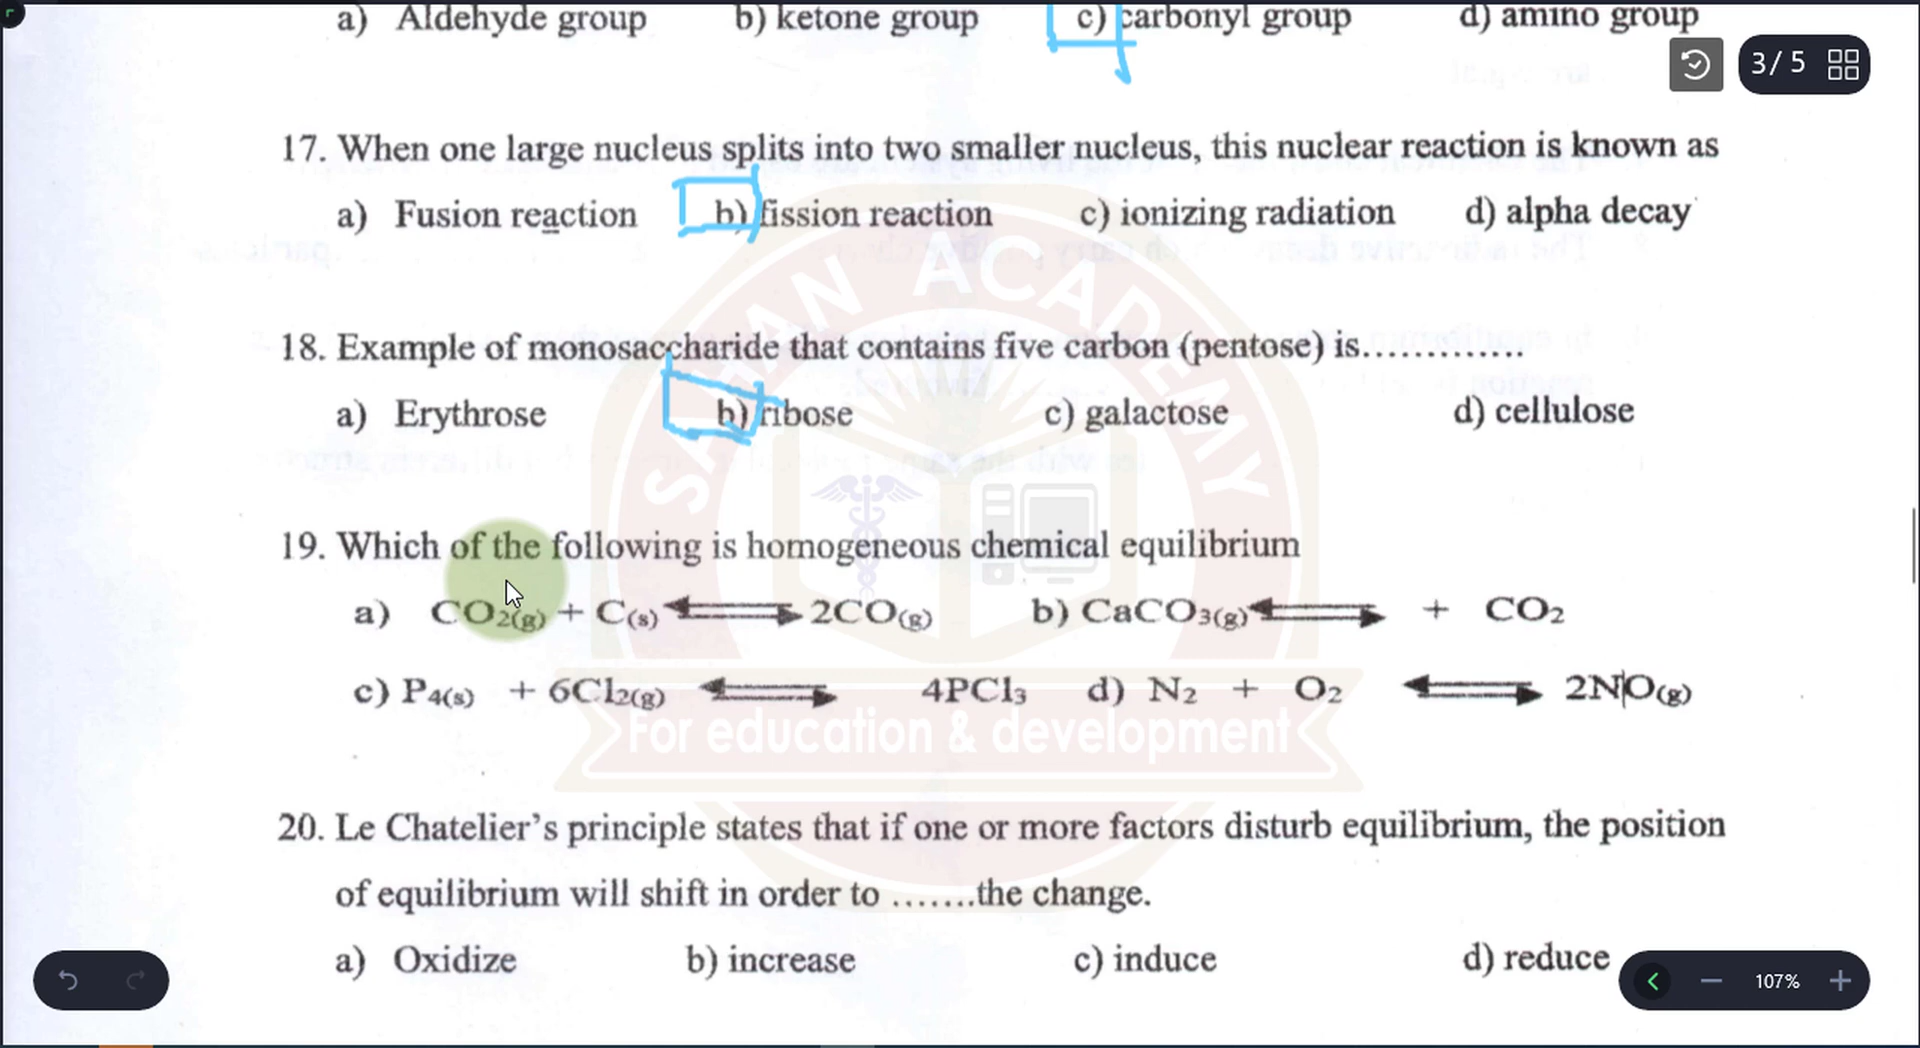 a) Aldehyde group b) ketone group c) carbonyl group d) amino group
3/5
17. When one large nucleus splits into two smaller nucleus, this nuclear reaction is known as
a) Fusion reaction b) fission reaction c) ionizing radiation d) alpha decay
18. Example of monosaccharide that contains five carbon (pentose) is.............
a) Erythrose b) ribose c) galactose d) cellulose
19. Which of the following is homogeneous chemical equilibrium
a) CO2(g) + C(s) ⇌ 2CO(g) b) CaCO3(g) ⇌ + CO2
c) P4(s) + 6Cl2(g) ⇌ 4PCl3 d) N2 + O2 ⇌ 2NO(g)
20. Le Chatelier’s principle states that if one or more factors disturb equilibrium, the position
of equilibrium will shift in order to .......the change.
a) Oxidize b) increase c) induce d) reduce
107%
ACADEMY
For education & development